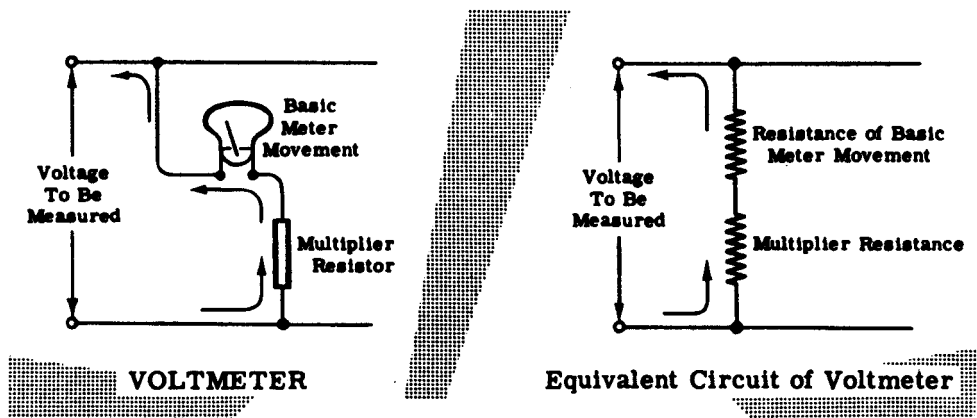 Basic
Meter
Movement
Voltage
To Be
Measured
Multiplier
Resistor
VOLTMETER
Resistance of Basic
Meter Movement
Voltage
To Be
Measured
Multiplier Resistance
Equivalent Circuit of Voltmeter